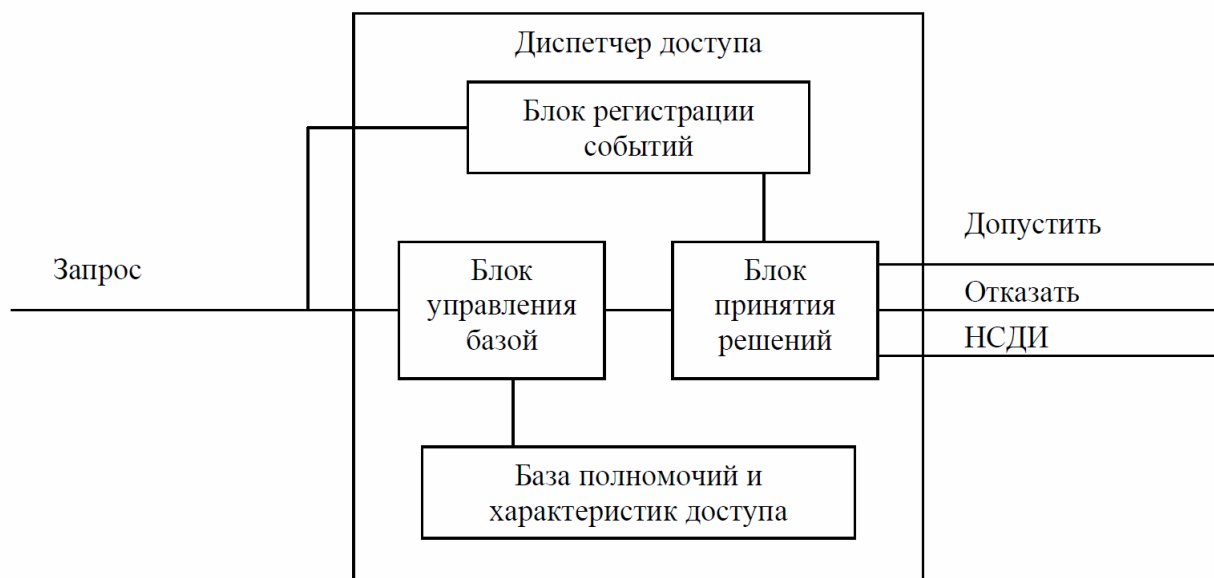 Диспетчер доступа
Блок регистрации
событий
Запрос
Блок
управления
базой
Блок
принятия
решений
Допустить
Отказать
НСДИ
База полномочий и
характеристик доступа